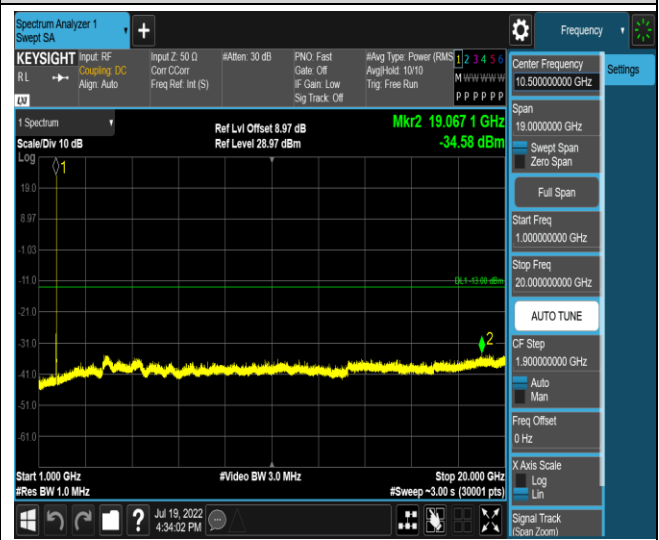 Spectrum Analyzer 1
Swept SA
+
Frequency
KEYSIGHT
RL
LXI
Input: RF
Coupling: DC
Align: Auto
Input Z: 50 Ω
Corr CCorr
Freq Ref: Int (S)
#Atten: 30 dB
PNO: Fast
Gate: Off
IF Gain: Low
Sig Track: Off
#Avg Type: Power (RMS
Avg|Hold: 10/10
Trig: Free Run
1 2 3 4 5 6
M W W W W W
P P P P P P
1 Spectrum
Scale/Div 10 dB
Log
Ref Lvl Offset 8.97 dB
Ref Level 28.97 dBm
Mkr2 19.067 1 GHz
-34.58 dBm
1
19.0
8.97
-1.03
-11.0
DL1 -13.00 dBm
-21.0
-31.0
2
-41.0
-51.0
-61.0
Start 1.000 GHz
#Res BW 1.0 MHz
#Video BW 3.0 MHz
Stop 20.000 GHz
#Sweep ~3.00 s (30001 pts)
Jul 19, 2022
4:34:02 PM
Center Frequency
10.500000000 GHz
Settings
Span
19.0000000 GHz
Swept Span
Zero Span
Full Span
Start Freq
1.000000000 GHz
Stop Freq
20.000000000 GHz
AUTO TUNE
CF Step
1.900000000 GHz
Auto
Man
Freq Offset
0 Hz
X Axis Scale
Log
Lin
Signal Track
(Span Zoom)